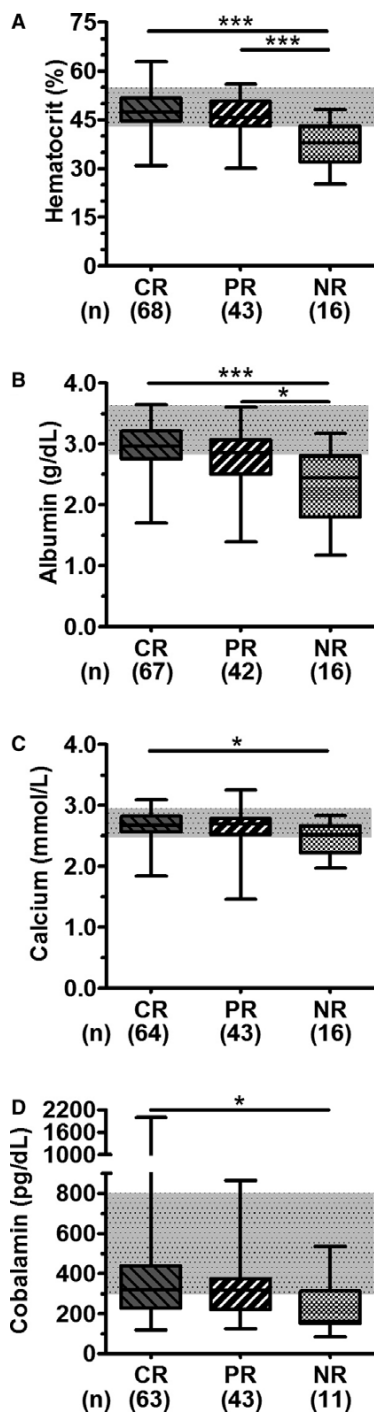 A
Hematocrit (%)
75
60
45
30
15
0
***
***
CR PR NR
(n) (68) (43) (16)
B
Albumin (g/dL)
4.0
3.0
2.0
1.0
0.0
***
*
CR PR NR
(n) (67) (42) (16)
C
Calcium (mmol/L)
4.0
3.0
2.0
1.0
0.0
*
CR PR NR
(n) (64) (43) (16)
D
Cobalamin (pg/dL)
2200
1600
1000
800
600
400
200
0
*
CR PR NR
(n) (63) (43) (11)